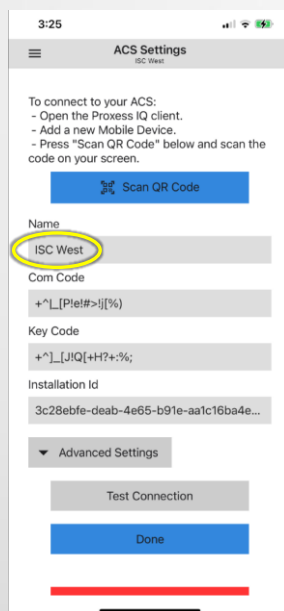 3:25
ACS Settings
ISC West
To connect to your ACS:
- Open the Proxess IQ client.
- Add a new Mobile Device.
- Press "Scan QR Code" below and scan the
code on your screen.
Scan QR Code
Name
ISC West
Com Code
+^|_[P!e!#>!j[%)
Key Code
+^]_[J!Q[+H?+:%;
Installation Id
3c28ebfe-deab-4e65-b91e-aa1c16ba4e...
Advanced Settings
Test Connection
Done